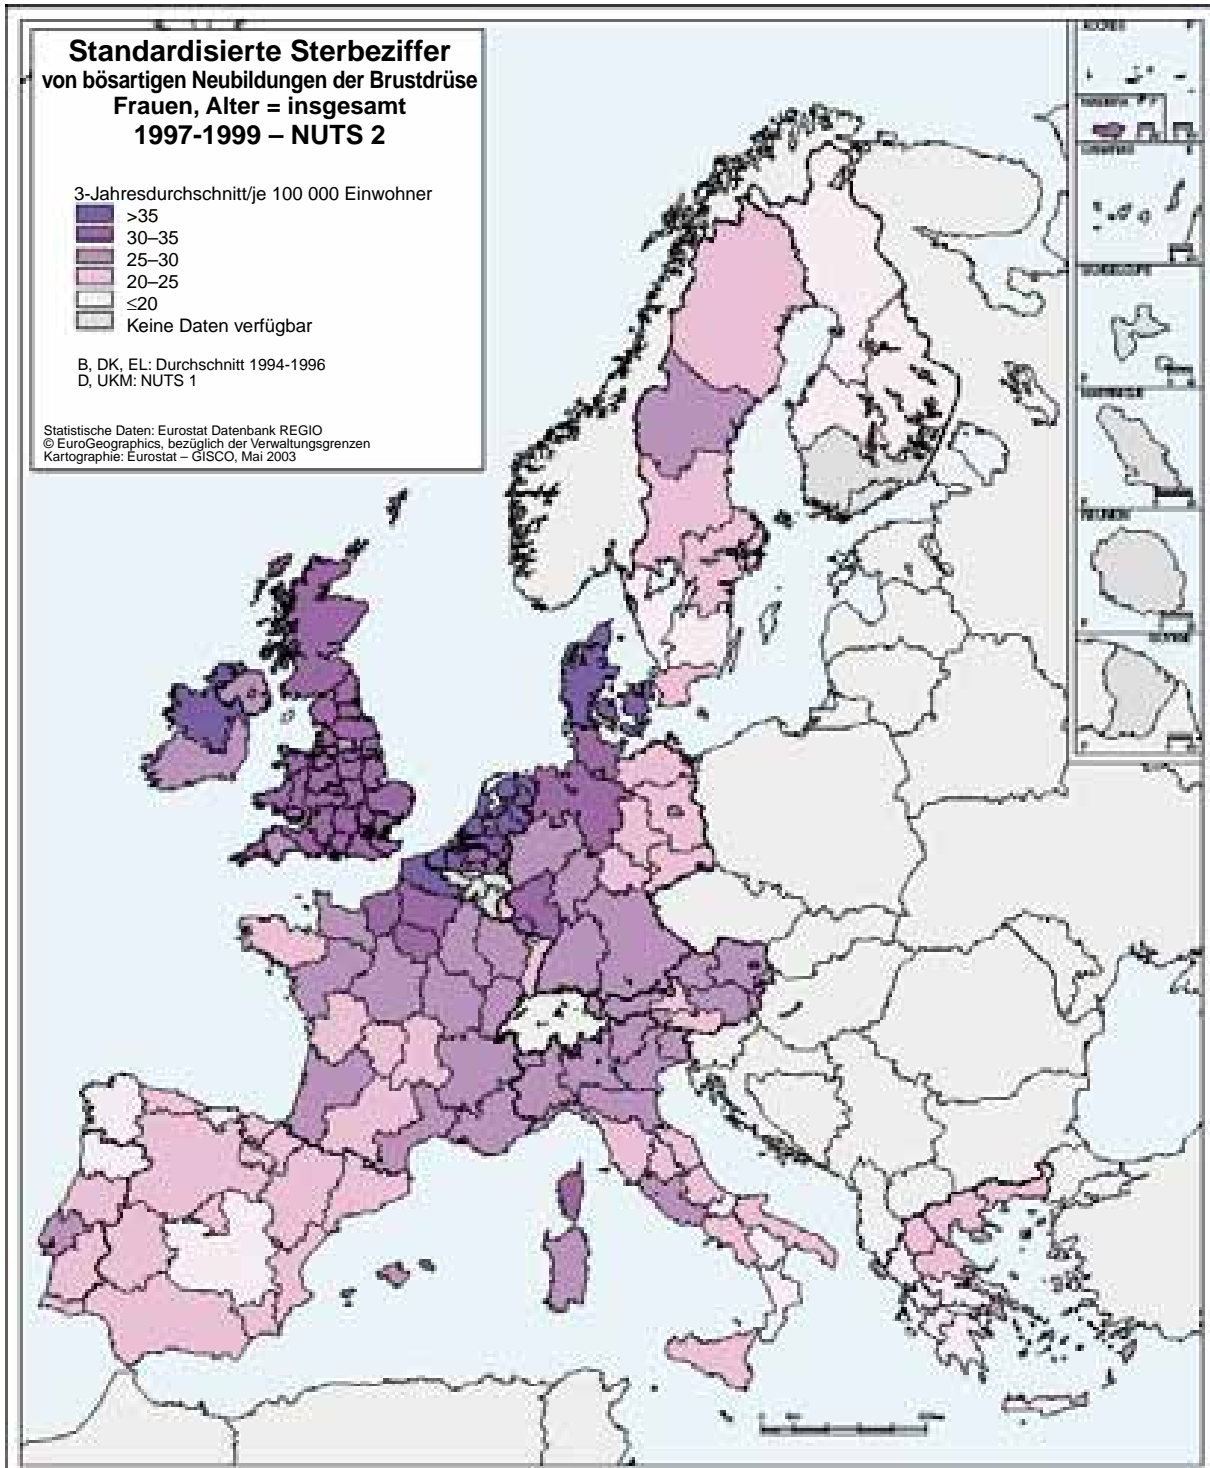 Standardisierte Sterbeziffer
von bösartigen Neubildungen der Brustdrüse
Frauen, Alter = insgesamt
1997-1999 – NUTS 2
3-Jahresdurchschnitt/je 100 000 Einwohner
>35
30–35
25–30
20–25
≤20
Keine Daten verfügbar
B, DK, EL: Durchschnitt 1994-1996
D, UKM: NUTS 1
Statistische Daten: Eurostat Datenbank REGIO
© EuroGeographics, bezüglich der Verwaltungsgrenzen
Kartographie: Eurostat – GISCO, Mai 2003
GUADELOUPE
REUNION